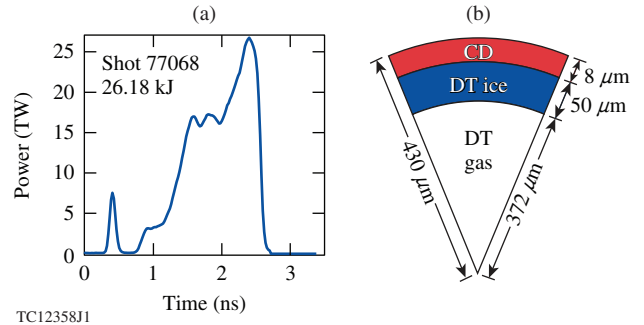 (a)
Shot 77068
26.18 kJ
Power (TW)
25
20
15
10
5
0
0
1
2
3
Time (ns)
TC12358J1
(b)
CD
DT ice
DT
gas
8 μm
50 μm
430 μm
372 μm